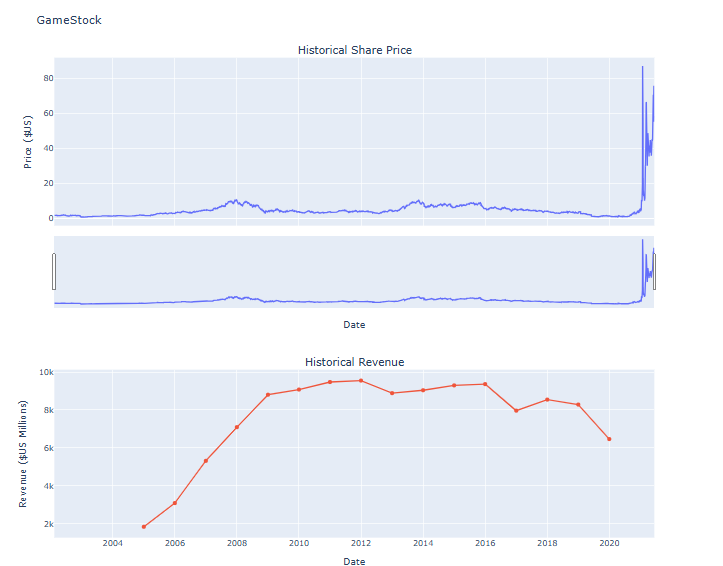 GameStock
Historical Share Price
80
60
40
20
0
Price ($US)
Date
Historical Revenue
10k
8k
6k
4k
2k
Revenue ($US Millions)
2004 2006 2008 2010 2012 2014 2016 2018 2020
Date